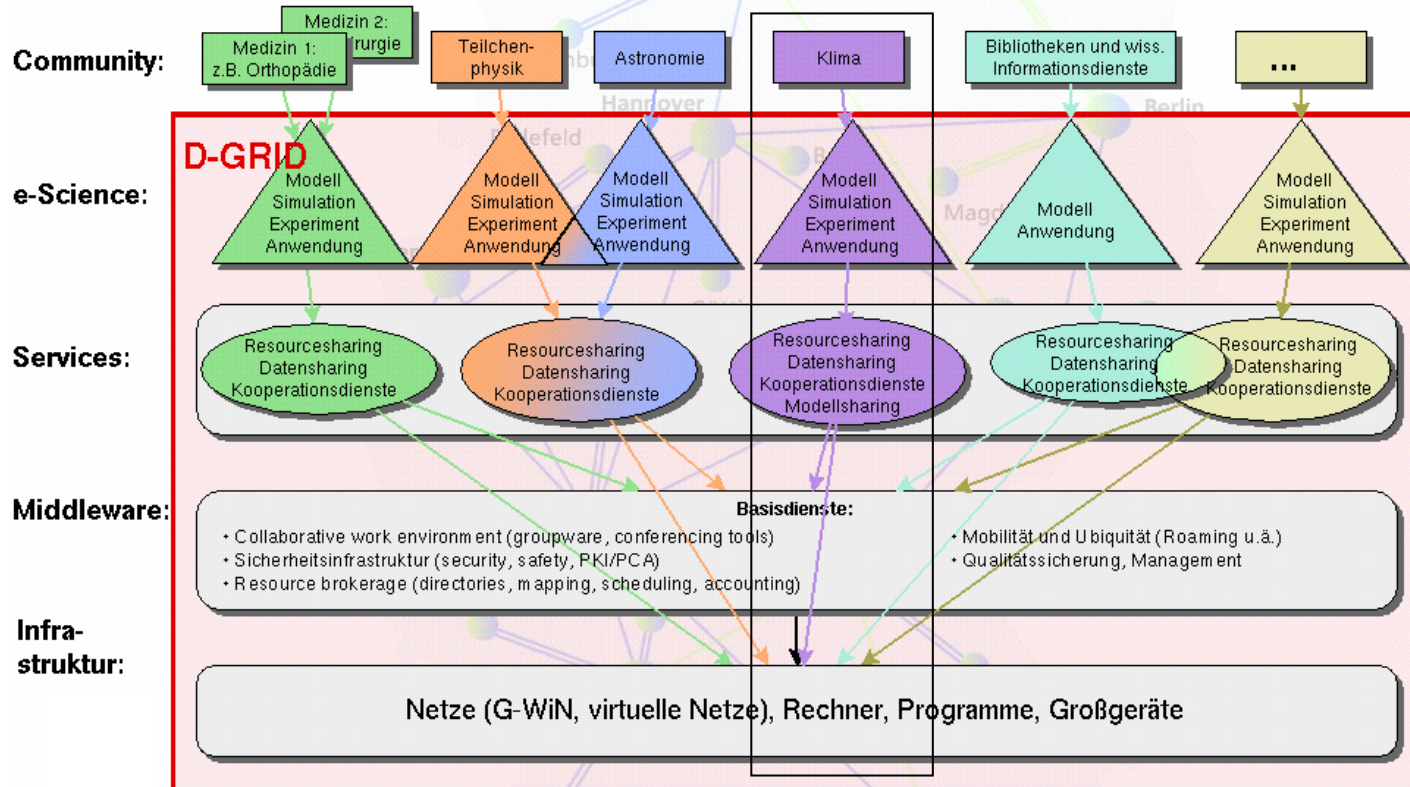 Community:
Medizin 1:
z.B. Orthopädie
Medizin 2:
Teilchen-
physik
Astronomie
Klima
Bibliotheken und wiss.
Informationsdienste
...
Hannover
Berlin
D-GRID
e-Science:
Modell
Simulation
Experiment
Anwendung
Modell
Simulation
Experiment
Anwendung
Modell
Simulation
Experiment
Anwendung
Modell
Simulation
Experiment
Anwendung
Modell
Anwendung
Modell
Simulation
Experiment
Anwendung
Services:
Resourcesharing
Datensharing
Kooperationsdienste
Resourcesharing
Datensharing
Kooperationsdienste
Resourcesharing
Datensharing
Kooperationsdienste
Modellsharing
Resourcesharing
Datensharing
Kooperationsdienste
Resourcesharing
Datensharing
Kooperationsdienste
Middleware:
Basisdienste:
• Collaborative work environment (groupware, conferencing tools)
• Sicherheitsinfrastruktur (security, safety, PKI/PCA)
• Resource brokerage (directories, mapping, scheduling, accounting)
• Mobilität und Ubiquität (Roaming u.ä.)
• Qualitätssicherung, Management
Infra-
struktur:
Netze (G-WiN, virtuelle Netze), Rechner, Programme, Großgeräte